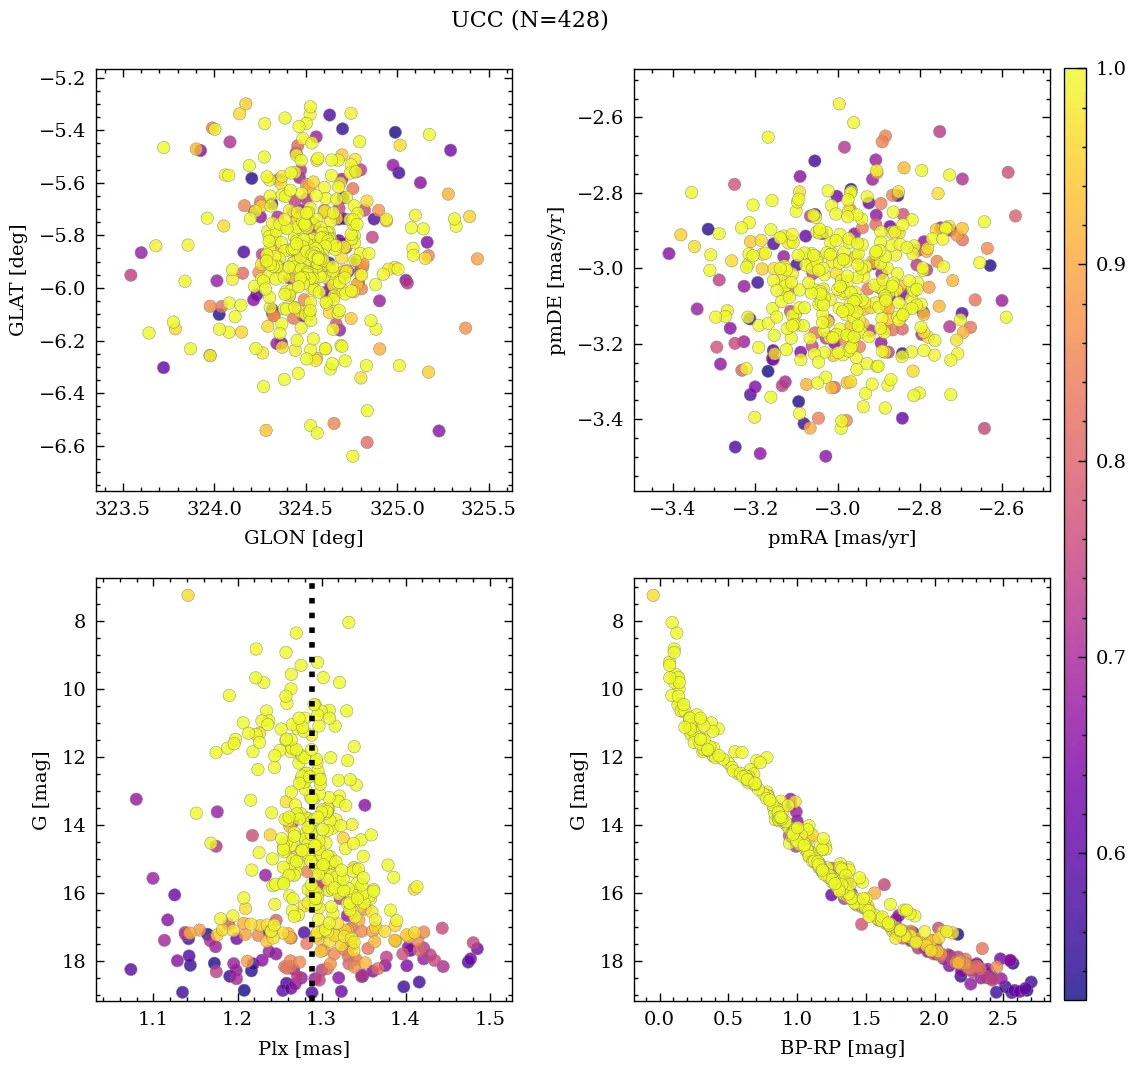 UCC (N=428)
−5.2
−5.4
−5.6
−5.8
−6.0
−6.2
−6.4
−6.6
GLAT [deg]
323.5 324.0 324.5 325.0 325.5
GLON [deg]
−2.6
−2.8
−3.0
−3.2
−3.4
pmDE [mas/yr]
−3.4 −3.2 −3.0 −2.8 −2.6
pmRA [mas/yr]
1.0
0.9
0.8
0.7
0.6
8
10
12
14
16
18
G [mag]
1.1 1.2 1.3 1.4 1.5
Plx [mas]
8
10
12
14
16
18
G [mag]
0.0 0.5 1.0 1.5 2.0 2.5
BP-RP [mag]